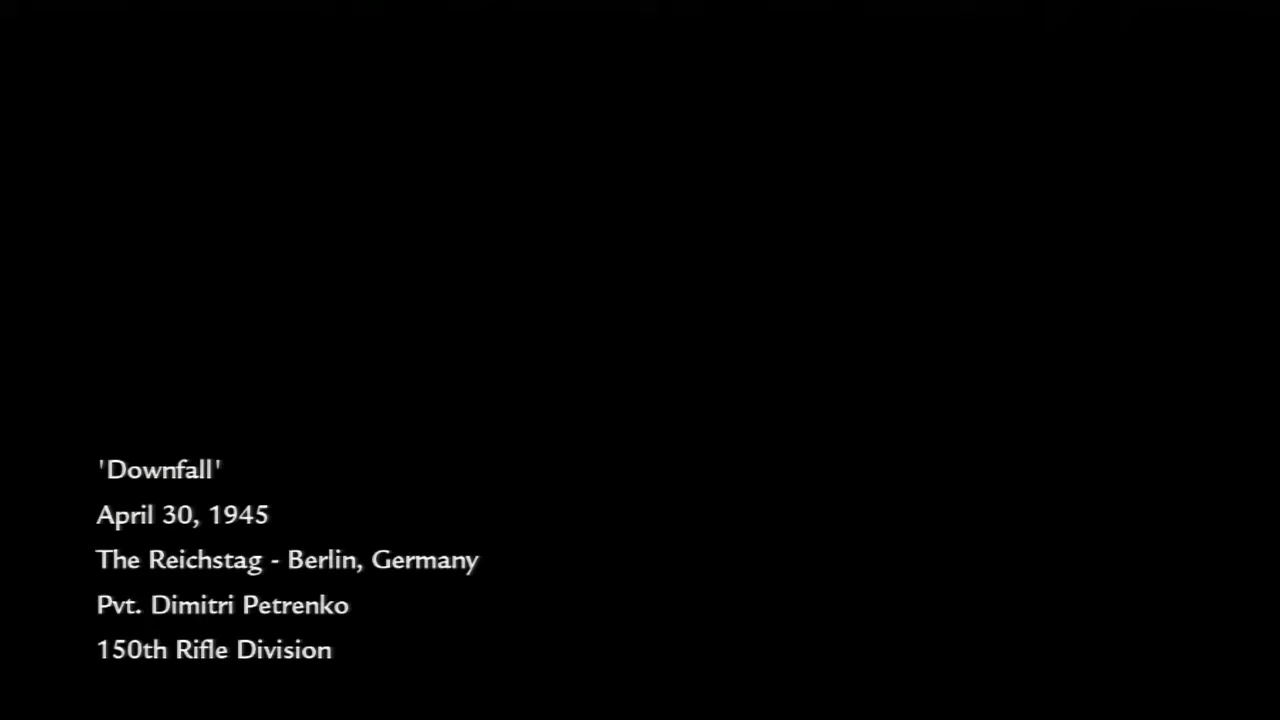 'Downfall'
April 30, 1945
The Reichstag - Berlin, Germany
Pvt. Dimitri Petrenko
150th Rifle Division